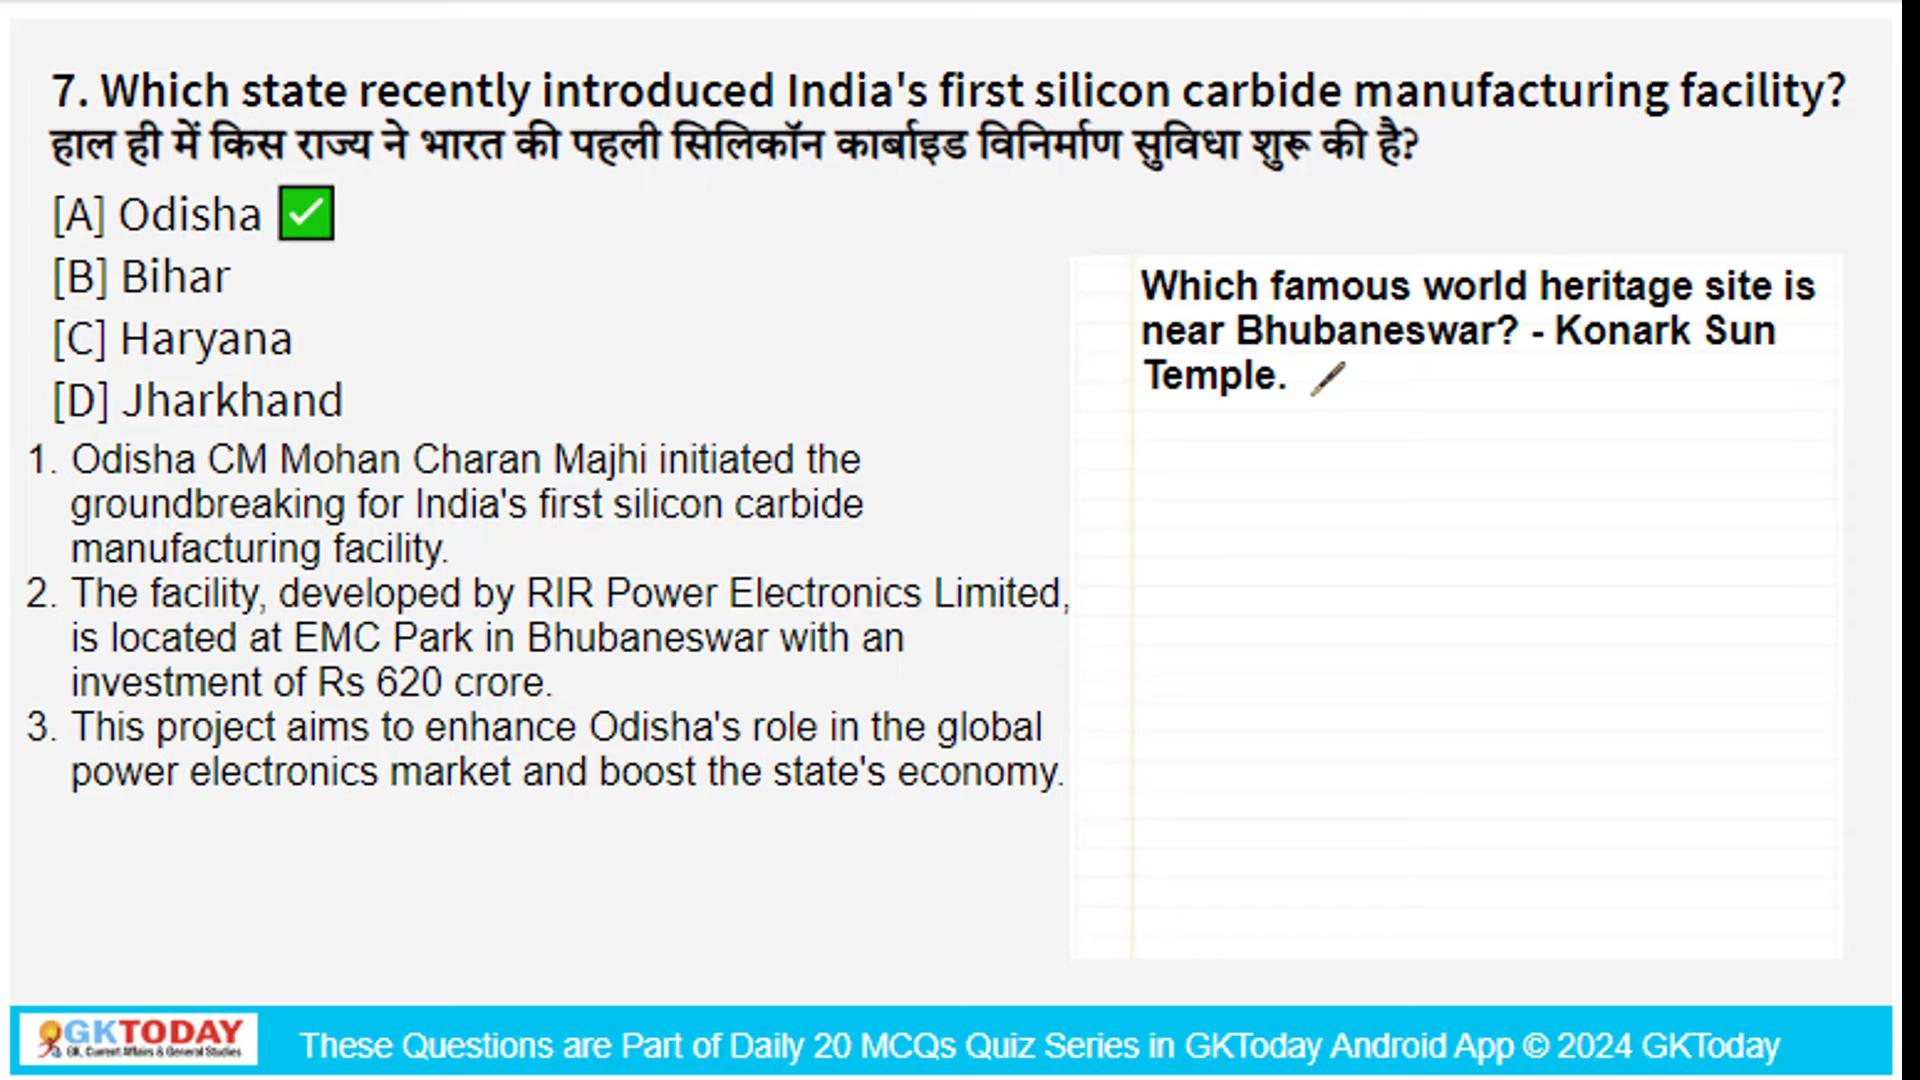 7. Which state recently introduced India's first silicon carbide manufacturing facility?
हाल ही में किस राज्य ने भारत की पहली सिलिकॉन कार्बाइड विनिर्माण सुविधा शुरू की है?
[A] Odisha
[B] Bihar
[C] Haryana
[D] Jharkhand
1. Odisha CM Mohan Charan Majhi initiated the
groundbreaking for India's first silicon carbide
manufacturing facility.
2. The facility, developed by RIR Power Electronics Limited,
is located at EMC Park in Bhubaneswar with an
investment of Rs 620 crore.
3. This project aims to enhance Odisha's role in the global
power electronics market and boost the state's economy.
Which famous world heritage site is
near Bhubaneswar? - Konark Sun
Temple.
GKTODAY
GK, Current Affairs & General Studies
These Questions are Part of Daily 20 MCQs Quiz Series in GKToday Android App © 2024 GKToday